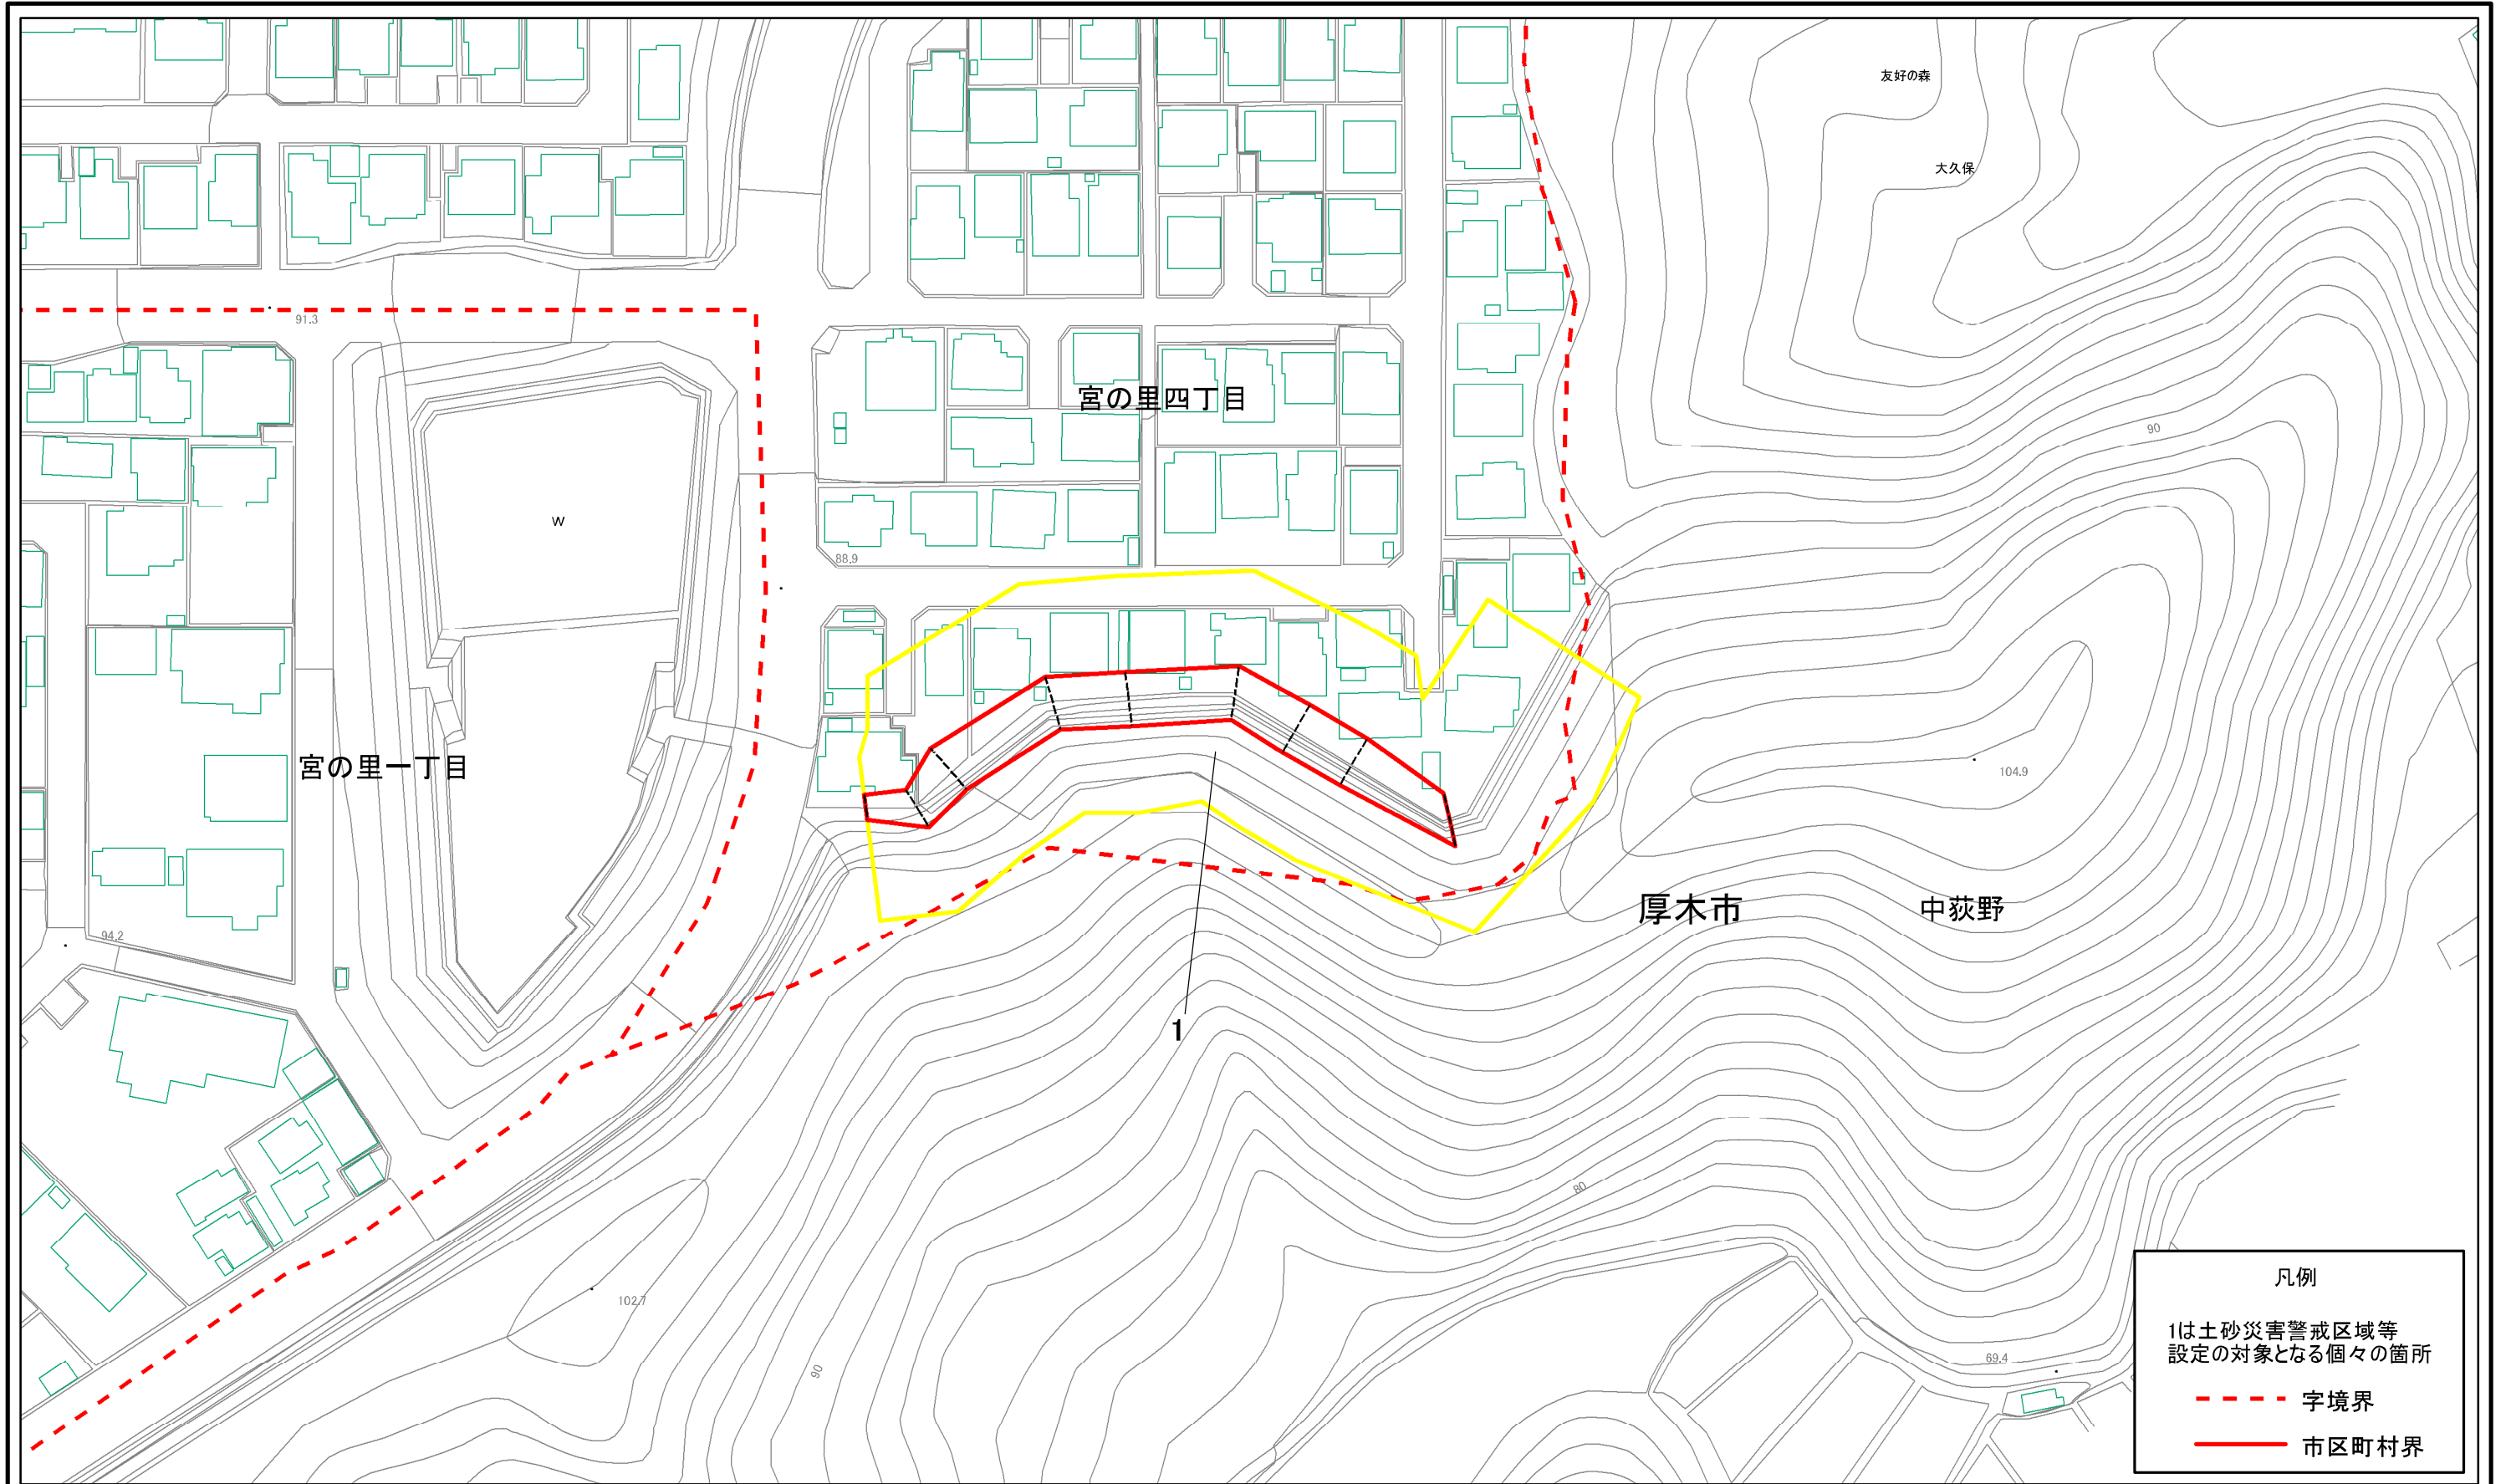 友好の森
大久保
91.3
宮の里四丁目
90
W
88.9
宮の里一丁目
104.9
厚木市
中荻野
94.2
1
80
102.7
90
69.4
凡例
1は土砂災害警戒区域等
設定の対象となる個々の箇所
字境界
市区町村界